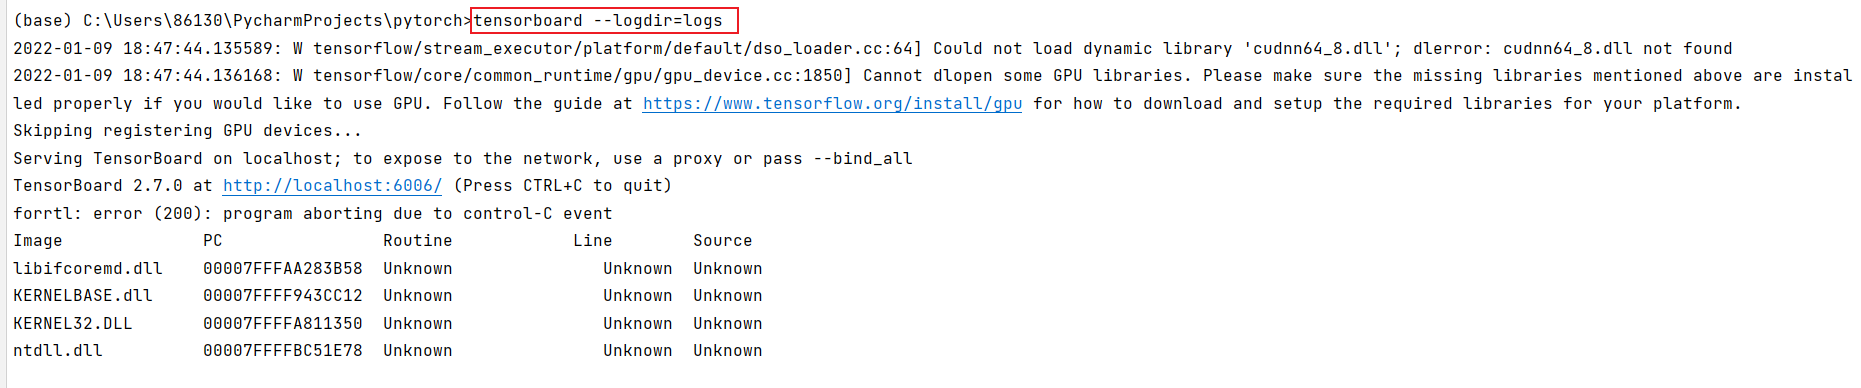 (base) C:\Users\86130\PycharmProjects\pytorch>tensorboard --logdir=logs
2022-01-09 18:47:44.135589: W tensorflow/stream_executor/platform/default/dso_loader.cc:64] Could not load dynamic library 'cudnn64_8.dll'; dlerror: cudnn64_8.dll not found
2022-01-09 18:47:44.136168: W tensorflow/core/common_runtime/gpu/gpu_device.cc:1850] Cannot dlopen some GPU libraries. Please make sure the missing libraries mentioned above are instal
led properly if you would like to use GPU. Follow the guide at https://www.tensorflow.org/install/gpu for how to download and setup the required libraries for your platform.
Skipping registering GPU devices...
Serving TensorBoard on localhost; to expose to the network, use a proxy or pass --bind_all
TensorBoard 2.7.0 at http://localhost:6006/ (Press CTRL+C to quit)
forrtl: error (200): program aborting due to control-C event
Image              PC                Routine            Line        Source
libifcoremd.dll    00007FFFAA283B58  Unknown               Unknown  Unknown
KERNELBASE.dll     00007FFFF943CC12  Unknown               Unknown  Unknown
KERNEL32.DLL       00007FFFFA811350  Unknown               Unknown  Unknown
ntdll.dll          00007FFFFBC51E78  Unknown               Unknown  Unknown